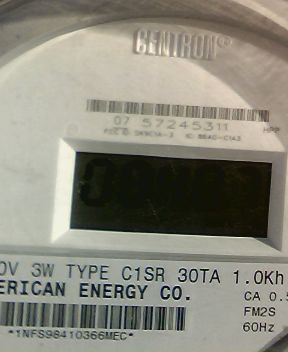 CENTRON®
07 57245311
HPP
0V 3W TYPE C1SR 30TA 1.0Kh
ERICAN ENERGY CO.
CA 0.5
FM2S
60Hz
*1NFS98410366MEC*